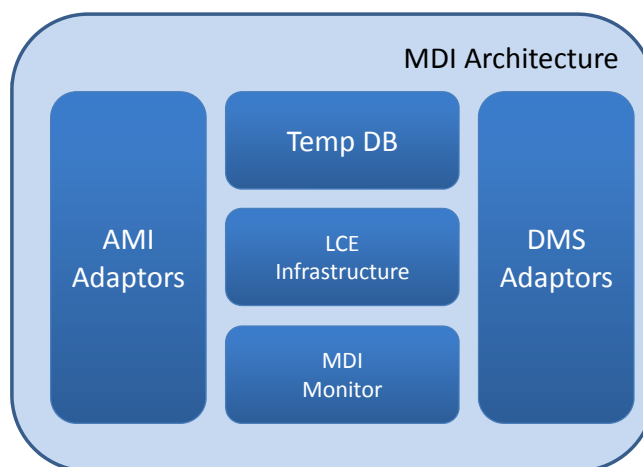 MDI Architecture
AMI
Adaptors
Temp DB
LCE
Infrastructure
MDI
Monitor
DMS
Adaptors